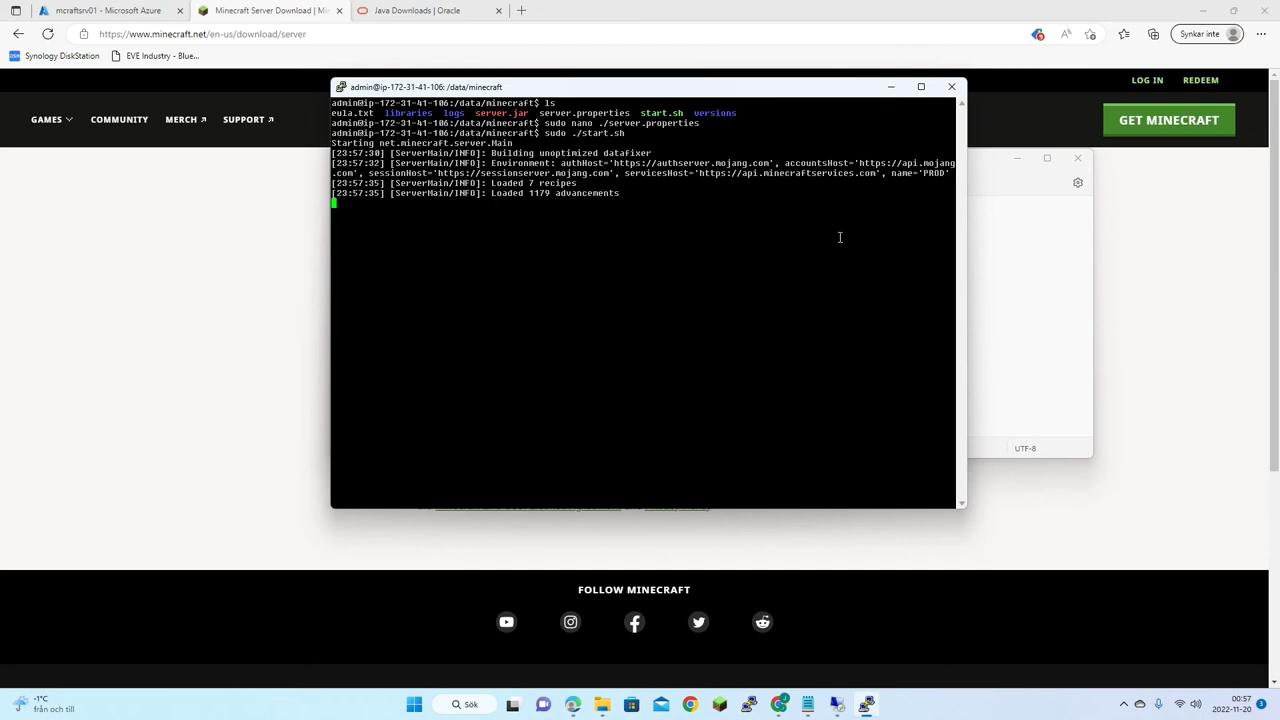 mcraftsrv01 - Microsoft Azure
Minecraft Server Download | Min
Java Downloads | Oracle
https://www.minecraft.net/en-us/download/server
Synkar inte
Synology DiskStation
EVE Industry - Blue...
LOG IN
REDEEM
GAMES
COMMUNITY
MERCH
SUPPORT
GET MINECRAFT
admin@ip-172-31-41-106: /data/minecraft
admin@ip-172-31-41-106:/data/minecraft$ ls
eula.txt libraries logs server.jar server.properties start.sh versions
admin@ip-172-31-41-106:/data/minecraft$ sudo nano ./server.properties
admin@ip-172-31-41-106:/data/minecraft$ sudo ./start.sh
Starting net.minecraft.server.Main
[23:57:30] [ServerMain/INFO]: Building unoptimized datafixer
[23:57:32] [ServerMain/INFO]: Environment: authHost='https://authserver.mojang.com', accountsHost='https://api.mojang
.com', sessionHost='https://sessionserver.mojang.com', servicesHost='https://api.minecraftservices.com', name='PROD'
[23:57:35] [ServerMain/INFO]: Loaded 7 recipes
[23:57:35] [ServerMain/INFO]: Loaded 1179 advancements
UTF-8
FOLLOW MINECRAFT
-1°C
från och till
Sök
00:57
2022-11-20
3